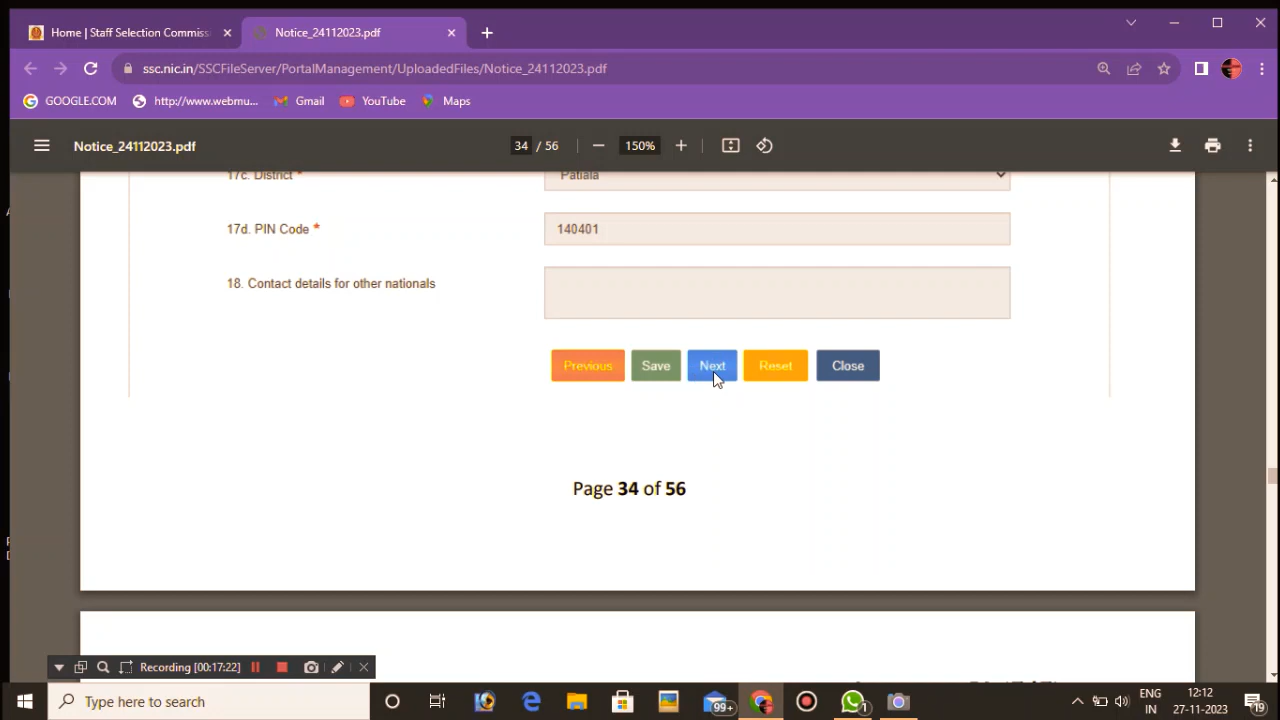 Home | Staff Selection Commiss
Notice_24112023.pdf
ssc.nic.in/SSCFileServer/PortalManagement/UploadedFiles/Notice_24112023.pdf
GOOGLE.COM http://www.webmu... Gmail YouTube Maps
Notice_24112023.pdf 34 / 56 150%
17c. District * Patiala
17d. PIN Code * 140401
18. Contact details for other nationals
Previous Save Next Reset Close
Page 34 of 56
Recording [00:17:22]
Type here to search 99+ 1 ENG 12:12
IN 27-11-2023 19